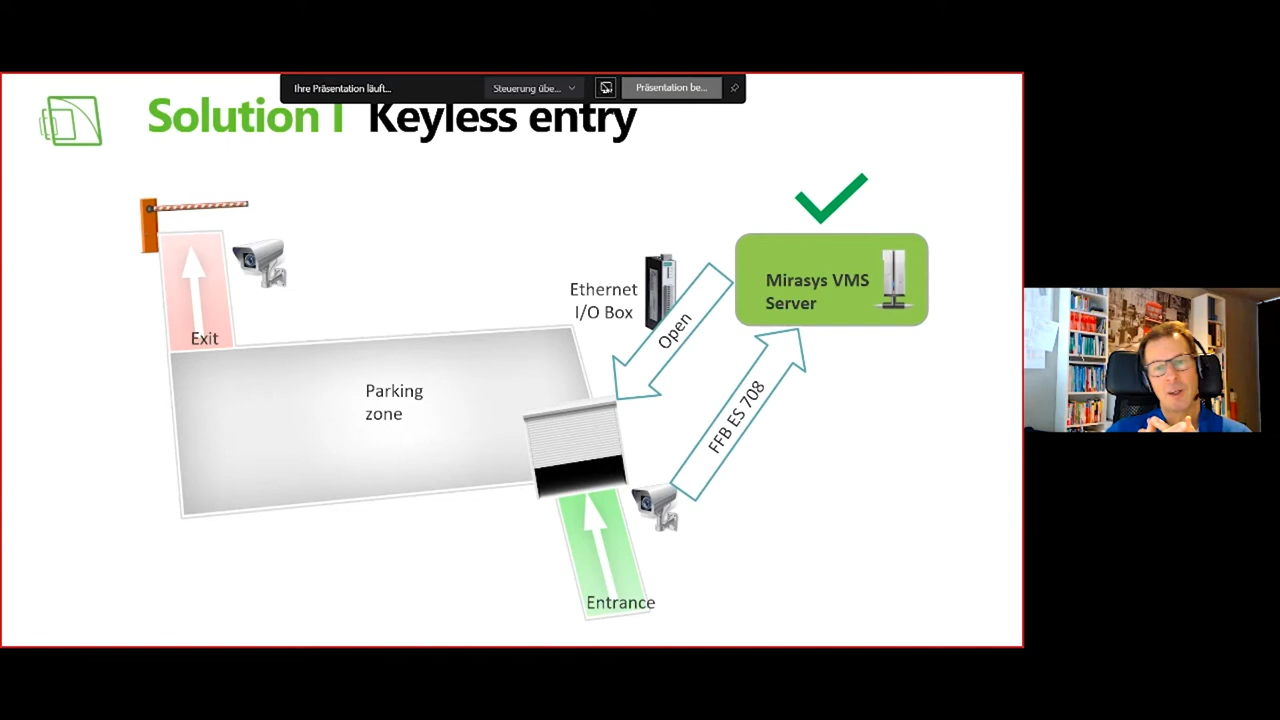 Ihre Präsentation läuft...
Steuerung übe...
Präsentation be...
Solution I Keyless entry
Ethernet
I/O Box
Open
Mirasys VMS
Server
FFB ES 708
Exit
Parking
zone
Entrance